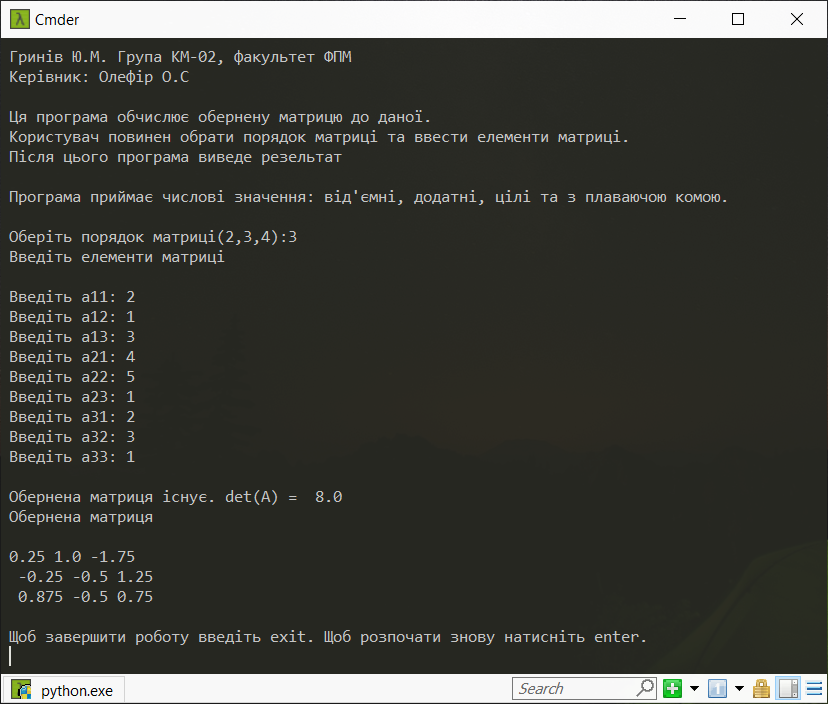 Cmder
Гринів Ю.М. Група КМ-02, факультет ФПМ
Керівник: Олефір О.С
Ця програма обчислює обернену матрицю до даної.
Користувач повинен обрати порядок матриці та ввести елементи матриці.
Після цього програма виведе резельтат
Програма приймає числові значення: від'ємні, додатні, цілі та з плаваючою комою.
Оберіть порядок матриці(2,3,4):3
Введіть елементи матриці
Введіть a11: 2
Введіть a12: 1
Введіть a13: 3
Введіть a21: 4
Введіть a22: 5
Введіть a23: 1
Введіть a31: 2
Введіть a32: 3
Введіть a33: 1
Обернена матриця існує. det(A) =  8.0
Обернена матриця
0.25 1.0 -1.75
-0.25 -0.5 1.25
0.875 -0.5 0.75
Щоб завершити роботу введіть exit. Щоб розпочати знову натисніть enter.
python.exe
Search